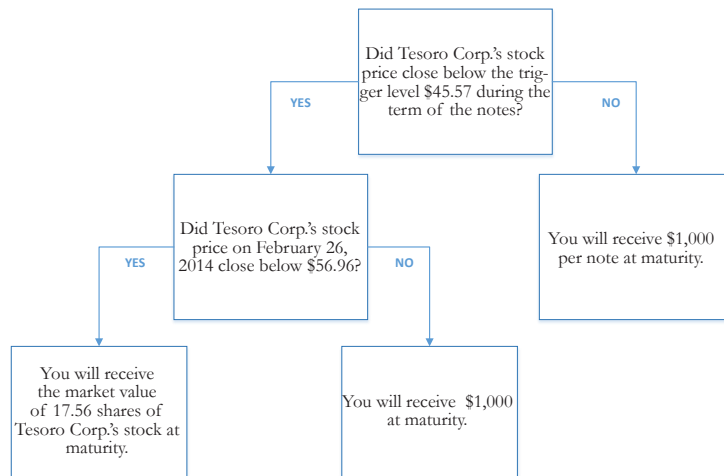 Did Tesoro Corp.'s stock
price close below the trig-
ger level $45.57 during the
term of the notes?
YES
NO
Did Tesoro Corp.'s stock
price on February 26,
2014 close below $56.96?
You will receive $1,000
per note at maturity.
YES
NO
You will receive
the market value
of 17.56 shares of
Tesoro Corp.'s stock at
maturity.
You will receive $1,000
at maturity.